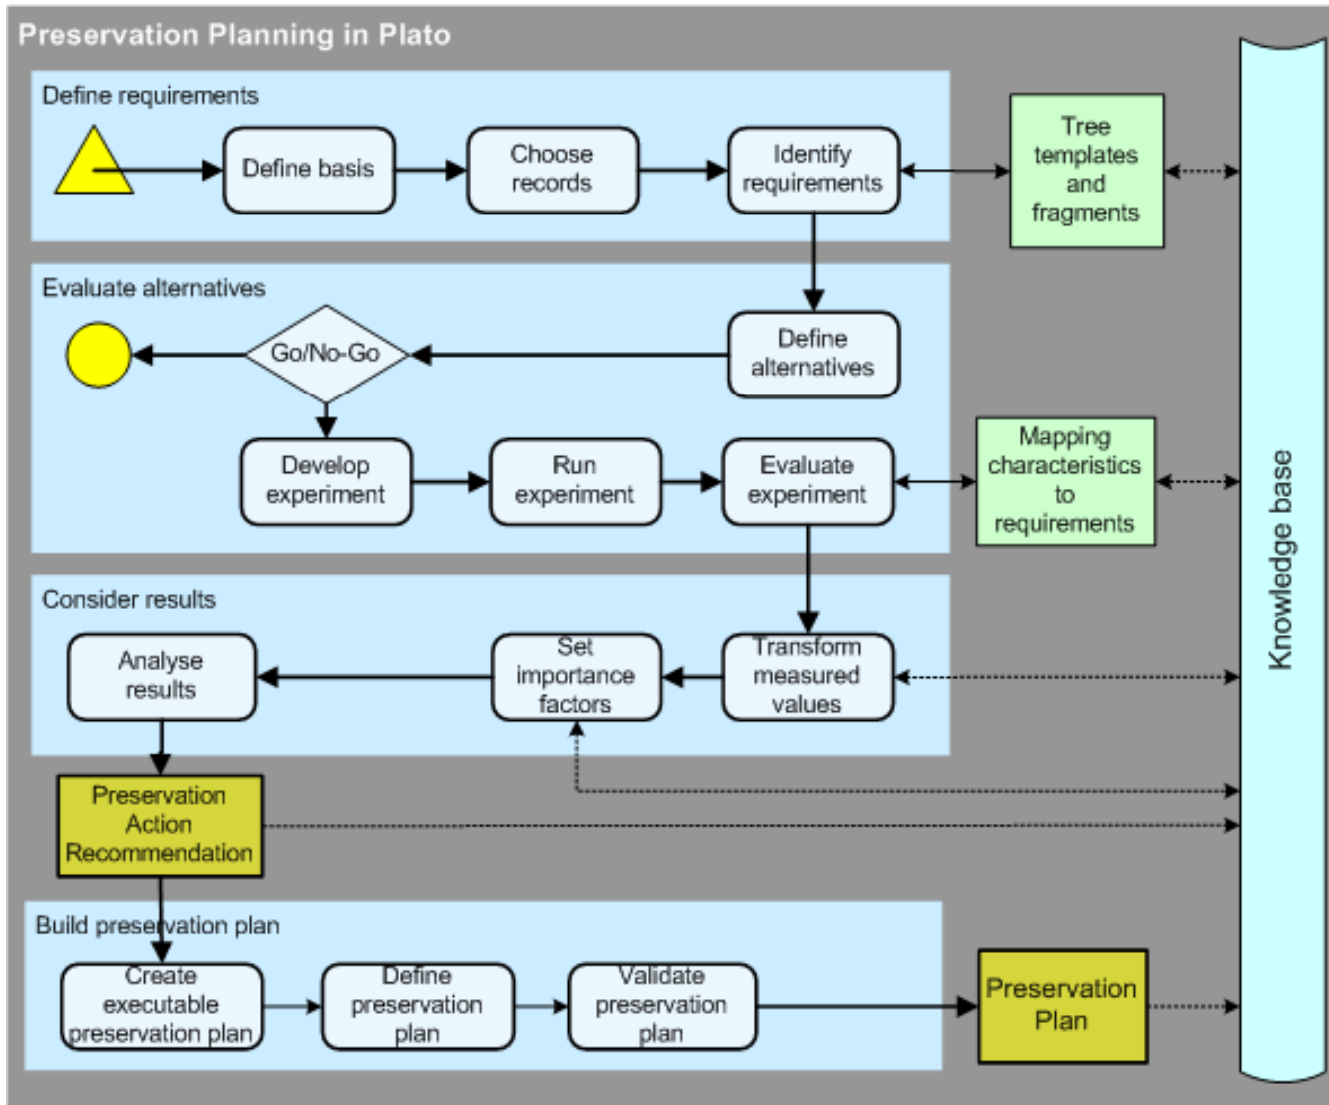 Preservation Planning in Plato
Define requirements
Define basis
Choose
records
Identify
requirements
Tree
templates
and
fragments
Evaluate alternatives
Go/No-Go
Define
alternatives
Develop
experiment
Run
experiment
Evaluate
experiment
Mapping
characteristics
to
requirements
Knowledge base
Consider results
Analyse
results
Set
importance
factors
Transform
measured
values
Preservation
Action
Recommendation
Build preservation plan
Create
executable
preservation plan
Define
preservation
plan
Validate
preservation
plan
Preservation
Plan